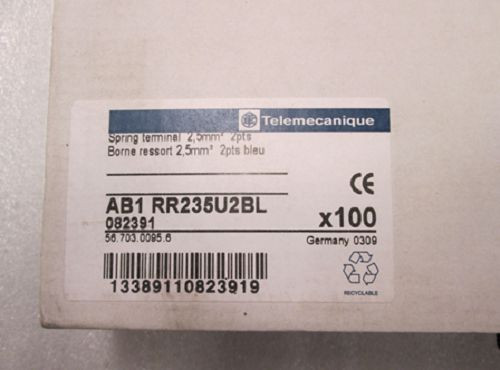 Telemecanique
Spring terminal 2,5mm² 2pts
Borne ressort 2,5mm² 2pts bleu
CE
AB1 RR235U2BL
x100
082391
56.703.0095.6
Germany 0309
13389110823919
RECYCLABLE